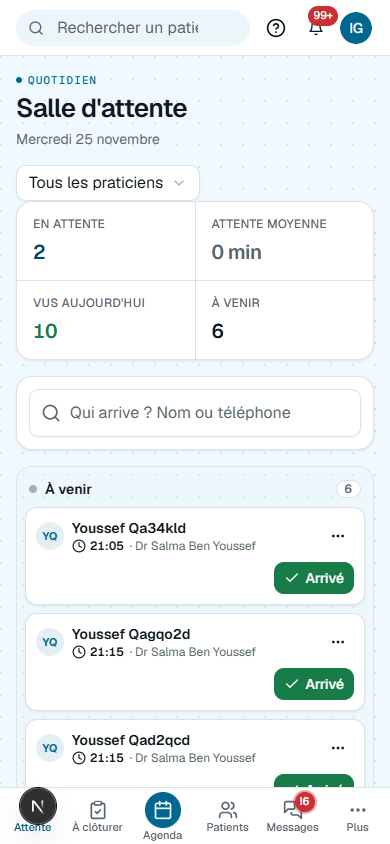 Rechercher un patie
99+
IG
QUOTIDIEN
Salle d'attente
Mercredi 25 novembre
Tous les praticiens
EN ATTENTE
2
ATTENTE MOYENNE
0 min
VUS AUJOURD'HUI
10
À VENIR
6
Qui arrive ? Nom ou téléphone
À venir
6
YQ
Youssef Qa34kld
21:05 · Dr Salma Ben Youssef
Arrivé
YQ
Youssef Qagqo2d
21:15 · Dr Salma Ben Youssef
Arrivé
YQ
Youssef Qad2qcd
21:15 · Dr Salma Ben Youssef
N
16
Attente
À clôturer
Agenda
Patients
Messages
Plus